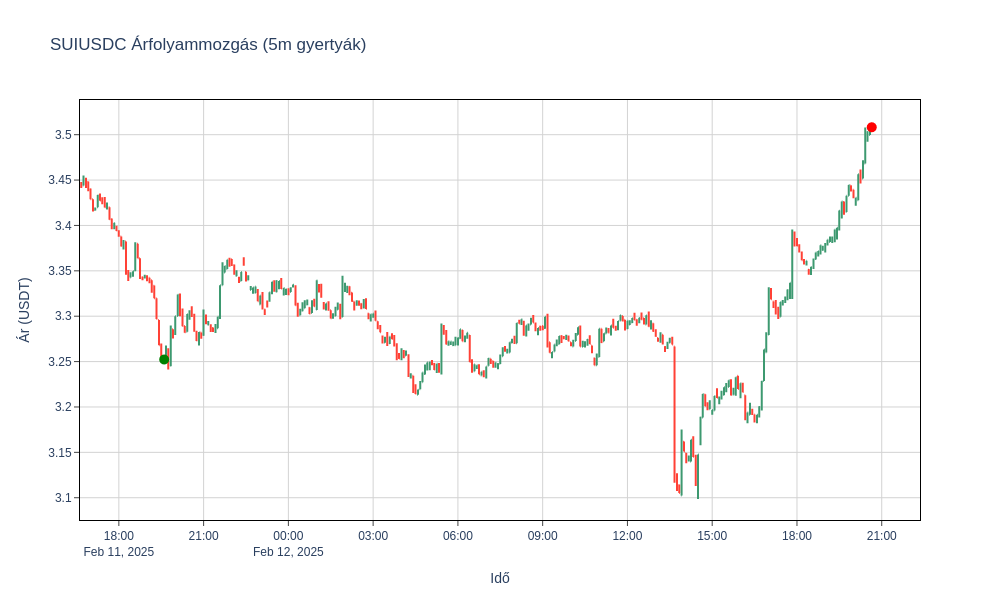 SUIUSDC Árfolyammozgás (5m gyertyák)
Ár (USDT)
3.5
3.45
3.4
3.35
3.3
3.25
3.2
3.15
3.1
18:00 21:00 00:00 03:00 06:00 09:00 12:00 15:00 18:00 21:00
Feb 11, 2025 Feb 12, 2025
Idő